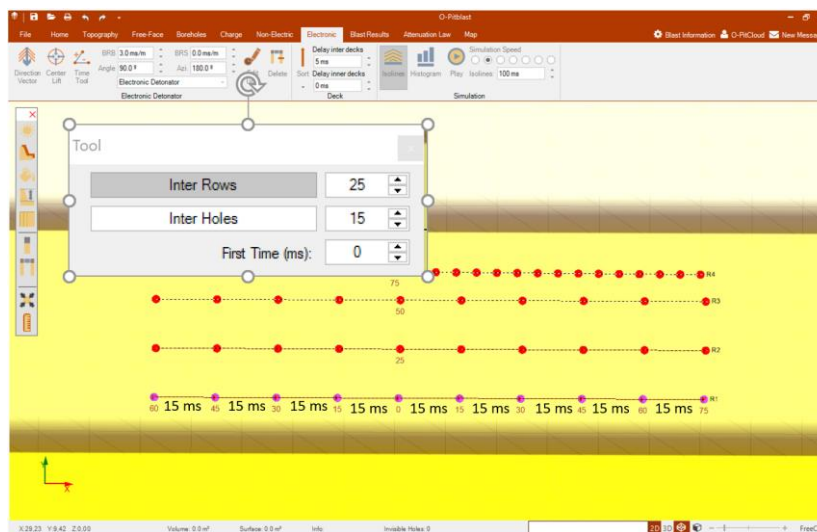 O-Pitblast
File Home Topography Free-Face Boreholes Charge Non-Electric Electronic Blast Results Attenuation Law Map Blast Information O-PitCloud New Messa
BRB 3.0 ms/m BRS 0.0 ms/m Delay inter decks Simulation Speed
5 ms
Angle 90.0 º Azi. 180.0 º
Direction Vector Center Lift Time Tool Delete Sort Delay inner decks Isolines Histogram Play Isolines 100 ms
Electronic Detonator 0 ms
Electronic Detonator Deck Simulation
Tool
Inter Rows 25
Inter Holes 15
First Time (ms): 0
R4
75
R3
50
R2
25
15 ms 15 ms 15 ms 15 ms 15 ms 15 ms 15 ms 15 ms 15 ms R1
60 45 30 15 0 15 30 45 60 75
Y
X
X:29,23 Y:9,42 Z:0,00 Volume: 0.0 m³ Surface: 0.0 m² Info: Invisible Holes: 0 2D 3D FreeC